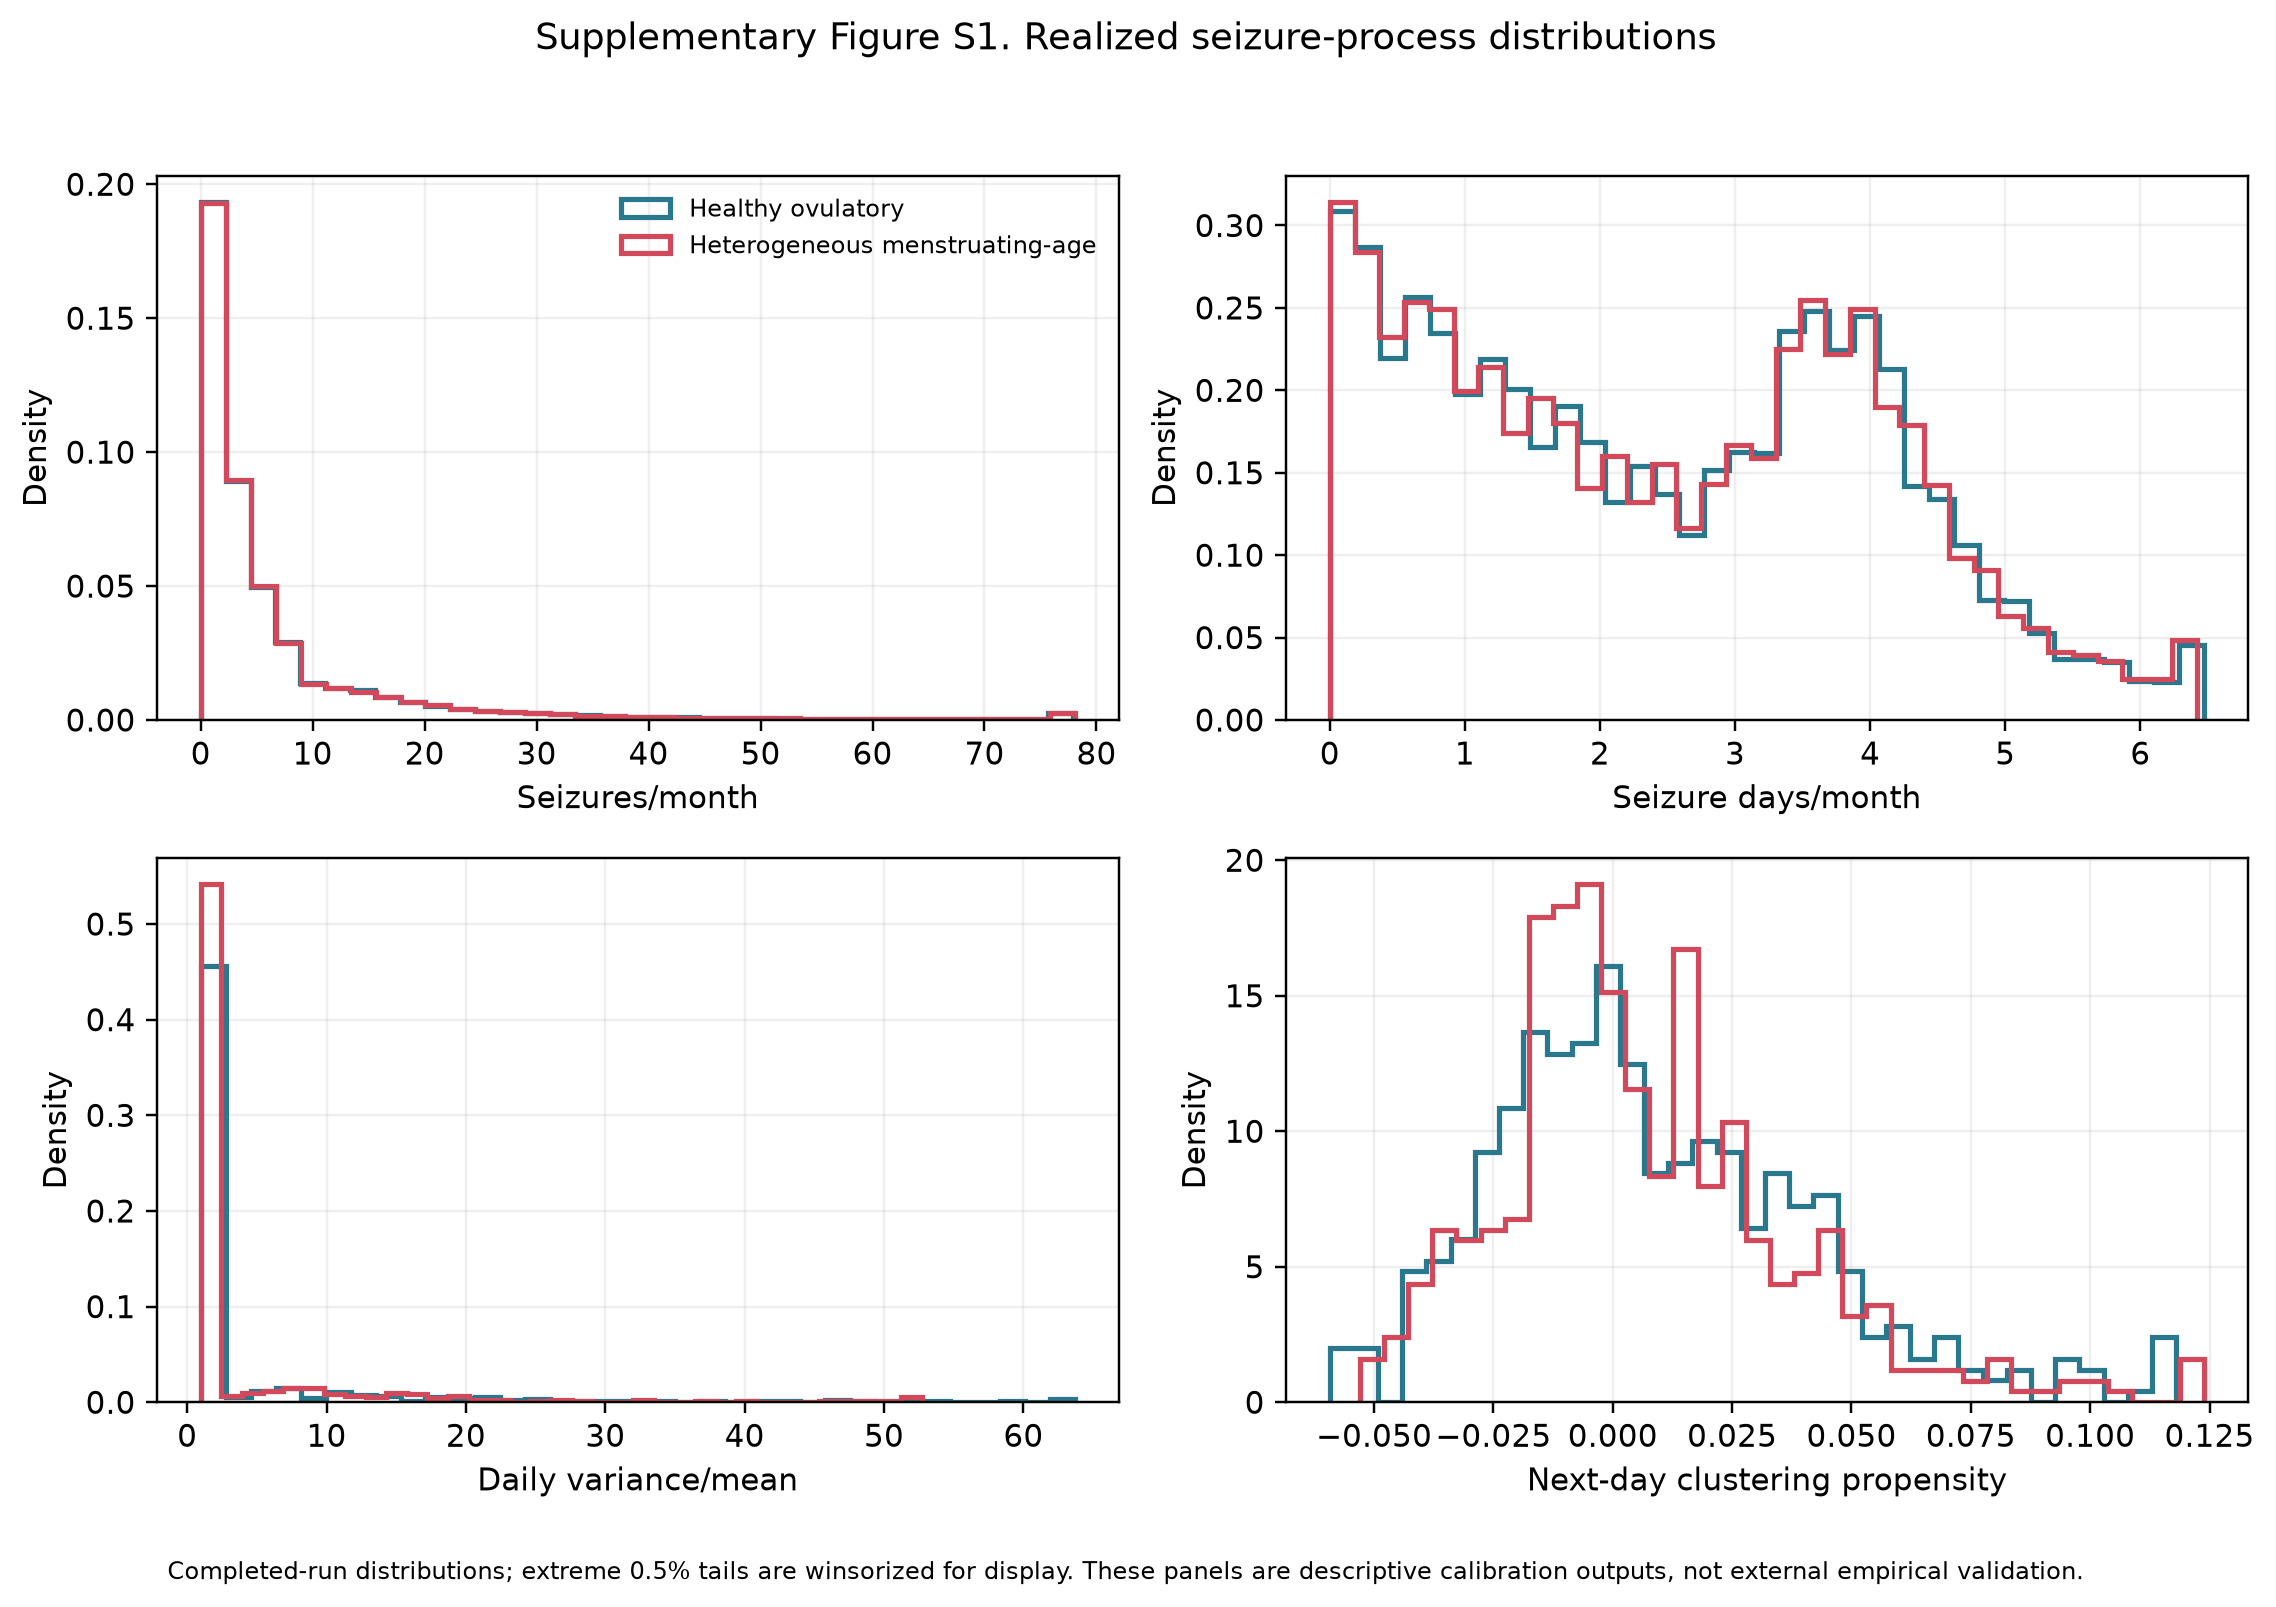 Supplementary Figure S1. Realized seizure-process distributions
0.20
0.15
0.10
0.05
0.00
Density
Healthy ovulatory
Heterogeneous menstruating-age
0 10 20 30 40 50 60 70 80
Seizures/month
0.30
0.25
0.20
0.15
0.10
0.05
0.00
Density
0 1 2 3 4 5 6
Seizure days/month
0.5
0.4
0.3
0.2
0.1
0.0
Density
0 10 20 30 40 50 60
Daily variance/mean
20
15
10
5
0
Density
−0.050 −0.025 0.000 0.025 0.050 0.075 0.100 0.125
Next-day clustering propensity
Completed-run distributions; extreme 0.5% tails are winsorized for display. These panels are descriptive calibration outputs, not external empirical validation.